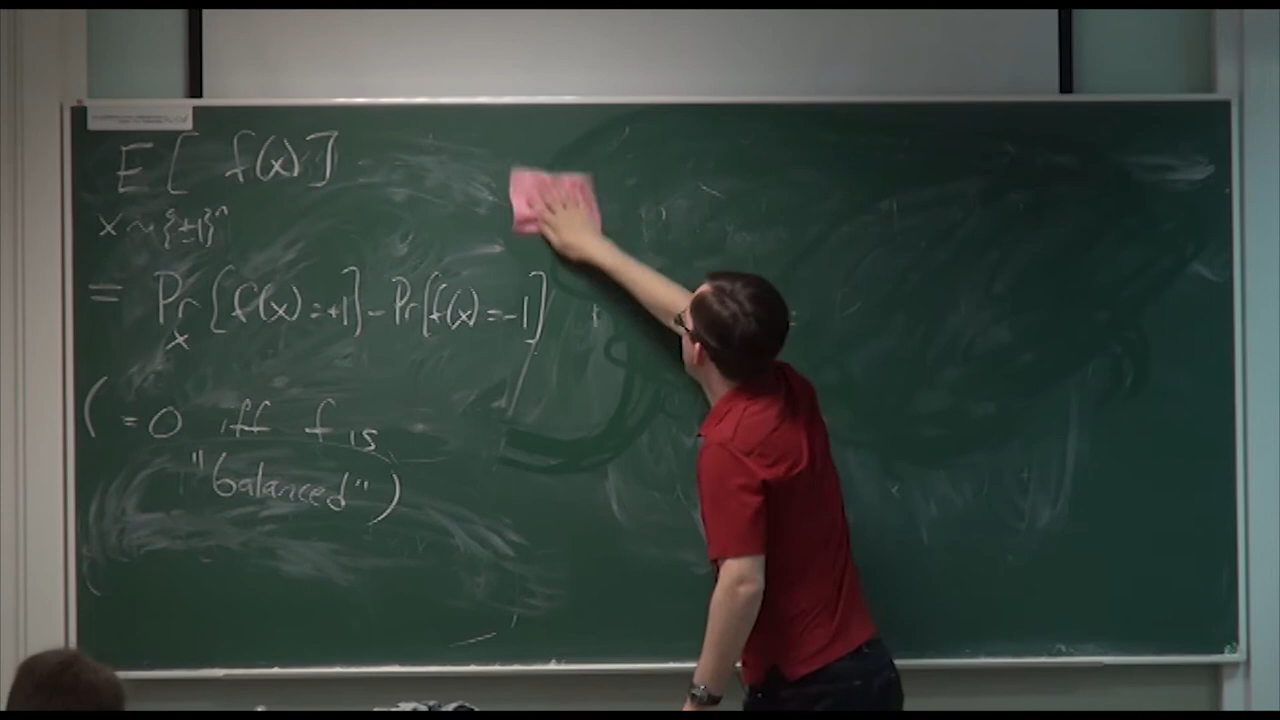 E[ f(x) ]
x ~ {±1}ⁿ
= Pr[f(x)=+1] - Pr[f(x)=-1]
x
( =0 iff f is
"balanced" )